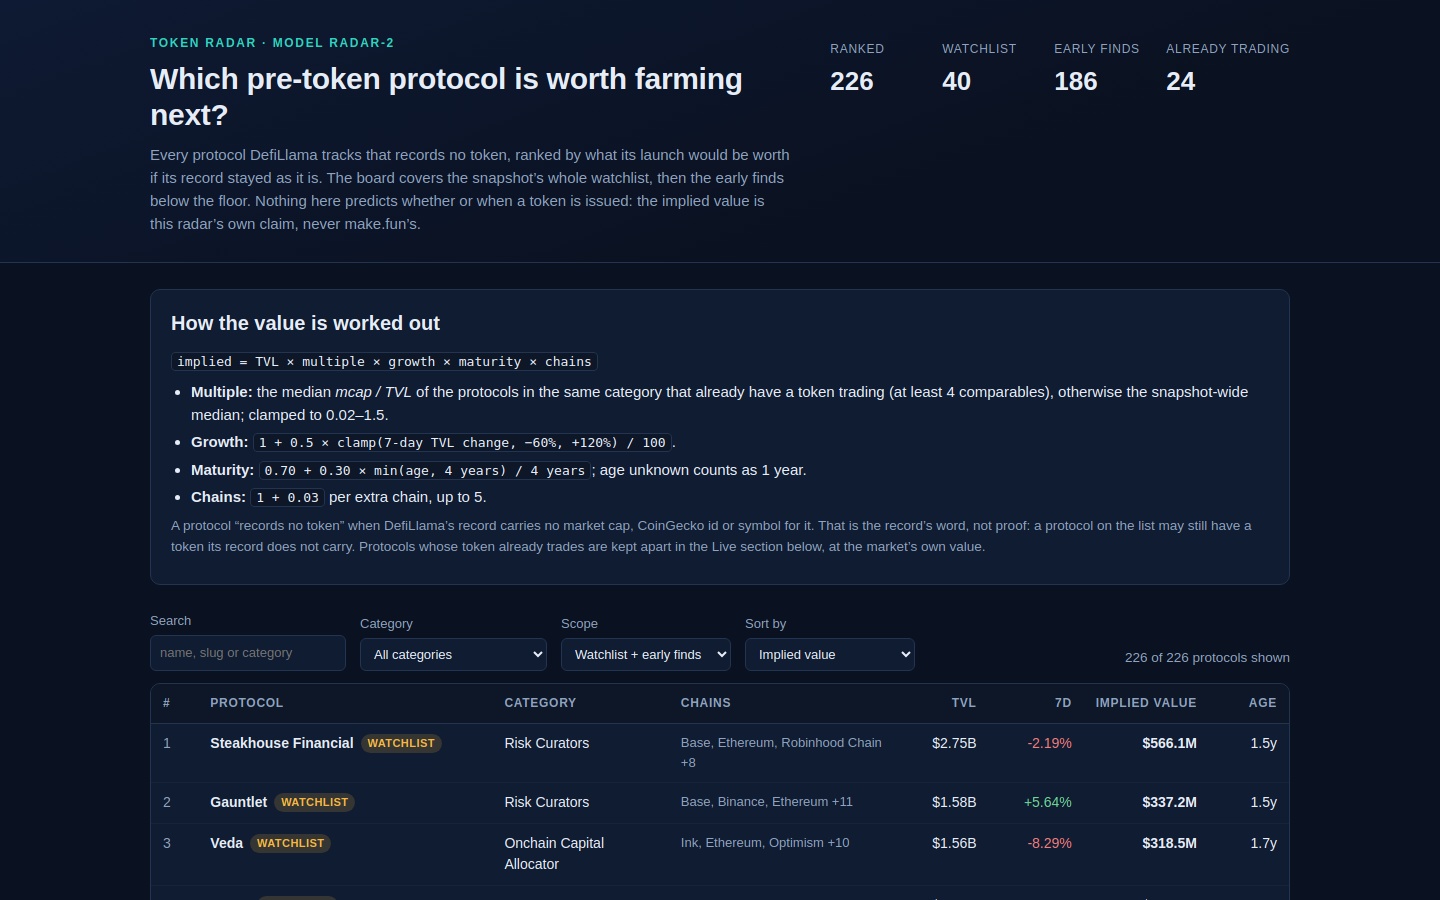 TOKEN RADAR · MODEL RADAR-2
Which pre-token protocol is worth farming
next?
Every protocol DefiLlama tracks that records no token, ranked by what its launch would be worth
if its record stayed as it is. The board covers the snapshot’s whole watchlist, then the early finds
below the floor. Nothing here predicts whether or when a token is issued: the implied value is
this radar’s own claim, never make.fun’s.
RANKED WATCHLIST EARLY FINDS ALREADY TRADING
226 40 186 24
How the value is worked out
implied = TVL × multiple × growth × maturity × chains
• Multiple: the median mcap / TVL of the protocols in the same category that already have a token trading (at least 4 comparables), otherwise the snapshot-wide
median; clamped to 0.02–1.5.
• Growth: 1 + 0.5 × clamp(7-day TVL change, −60%, +120%) / 100.
• Maturity: 0.70 + 0.30 × min(age, 4 years) / 4 years; age unknown counts as 1 year.
• Chains: 1 + 0.03 per extra chain, up to 5.
A protocol “records no token” when DefiLlama’s record carries no market cap, CoinGecko id or symbol for it. That is the record’s word, not proof: a protocol on the list may still have a
token its record does not carry. Protocols whose token already trades are kept apart in the Live section below, at the market’s own value.
Search Category Scope Sort by
name, slug or category All categories Watchlist + early finds Implied value 226 of 226 protocols shown
# PROTOCOL CATEGORY CHAINS TVL 7D IMPLIED VALUE AGE
1 Steakhouse Financial WATCHLIST Risk Curators Base, Ethereum, Robinhood Chain $2.75B -2.19% $566.1M 1.5y
+8
2 Gauntlet WATCHLIST Risk Curators Base, Binance, Ethereum +11 $1.58B +5.64% $337.2M 1.5y
3 Veda WATCHLIST Onchain Capital Ink, Ethereum, Optimism +10 $1.56B -8.29% $318.5M 1.7y
Allocator